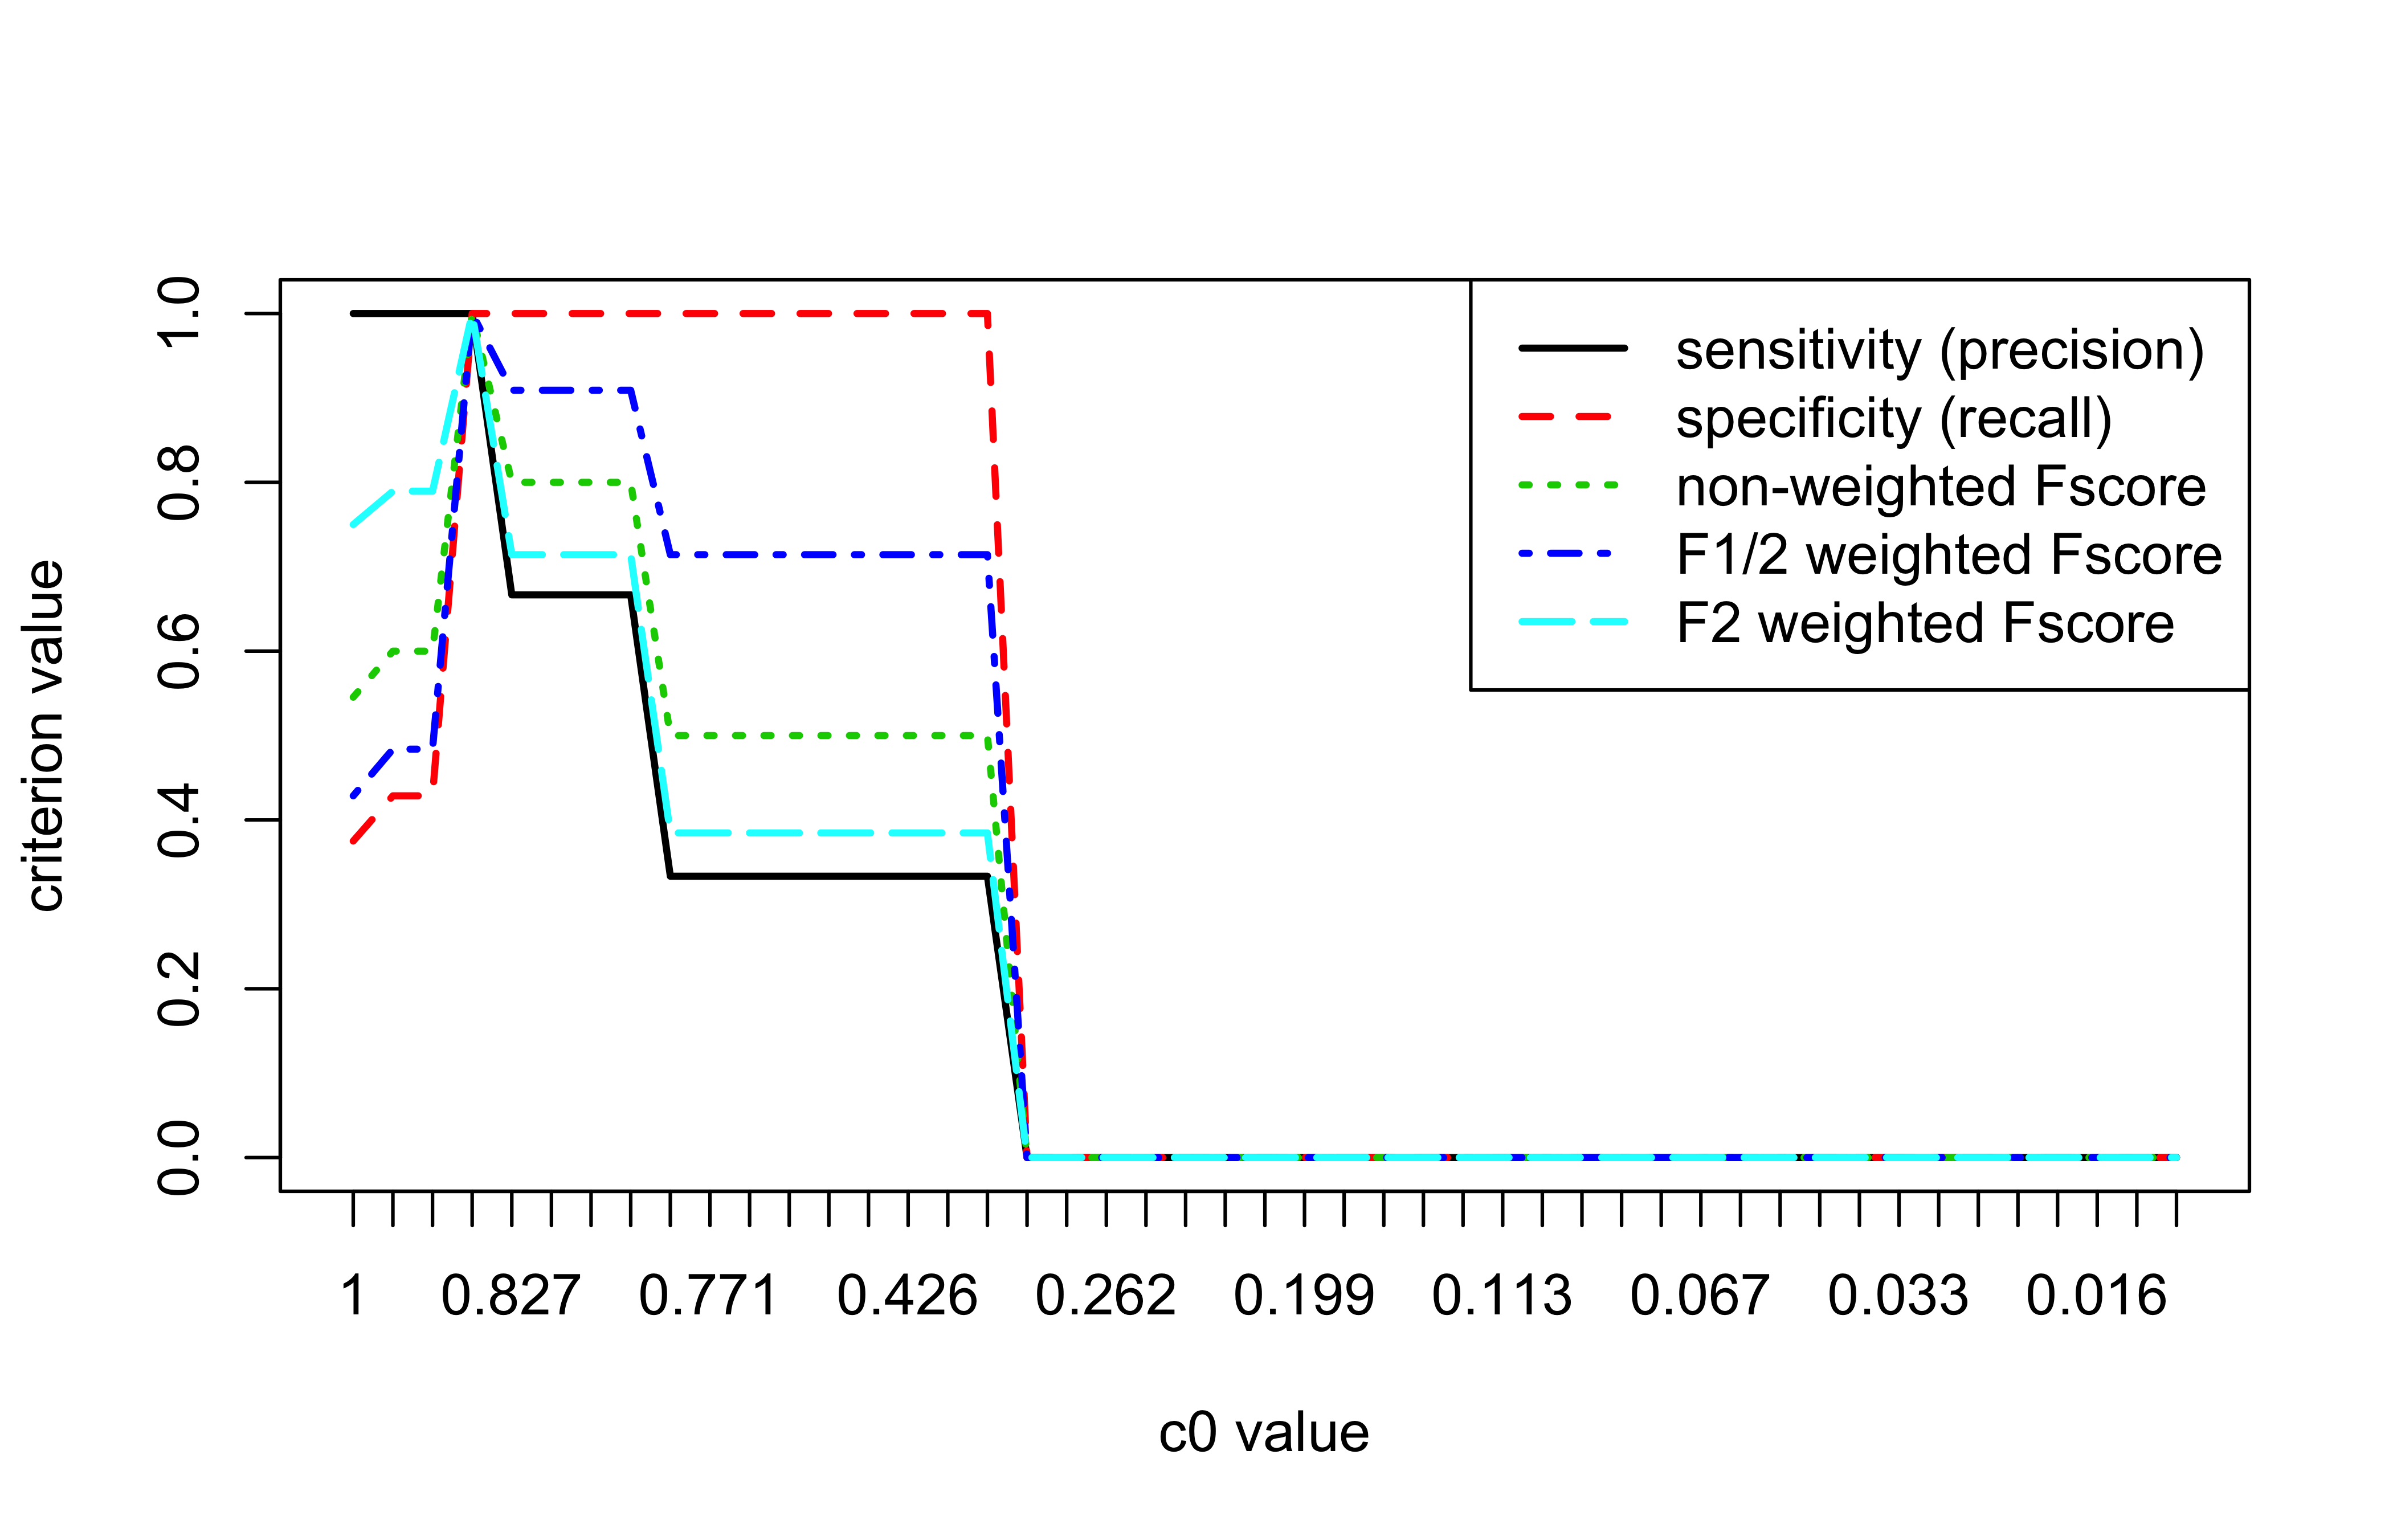 criterion value
1.0
0.8
0.6
0.4
0.2
0.0
sensitivity (precision)
specificity (recall)
non-weighted Fscore
F1/2 weighted Fscore
F2 weighted Fscore
1 0.827 0.771 0.426 0.262 0.199 0.113 0.067 0.033 0.016
c0 value